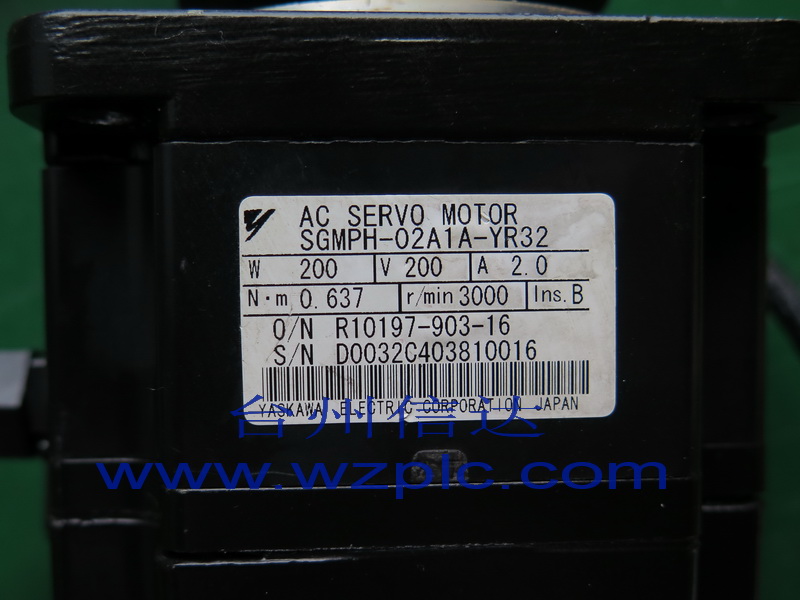 AC SERVO MOTOR
SGMPH-02A1A-YR32
W 200 V 200 A 2.0
N·m 0.637 r/min 3000 Ins.B
O/N R10197-903-16
S/N D0032C403810016
YASKAWA ELECTRIC CORPORATION JAPAN
台州信达
www.wzplc.com